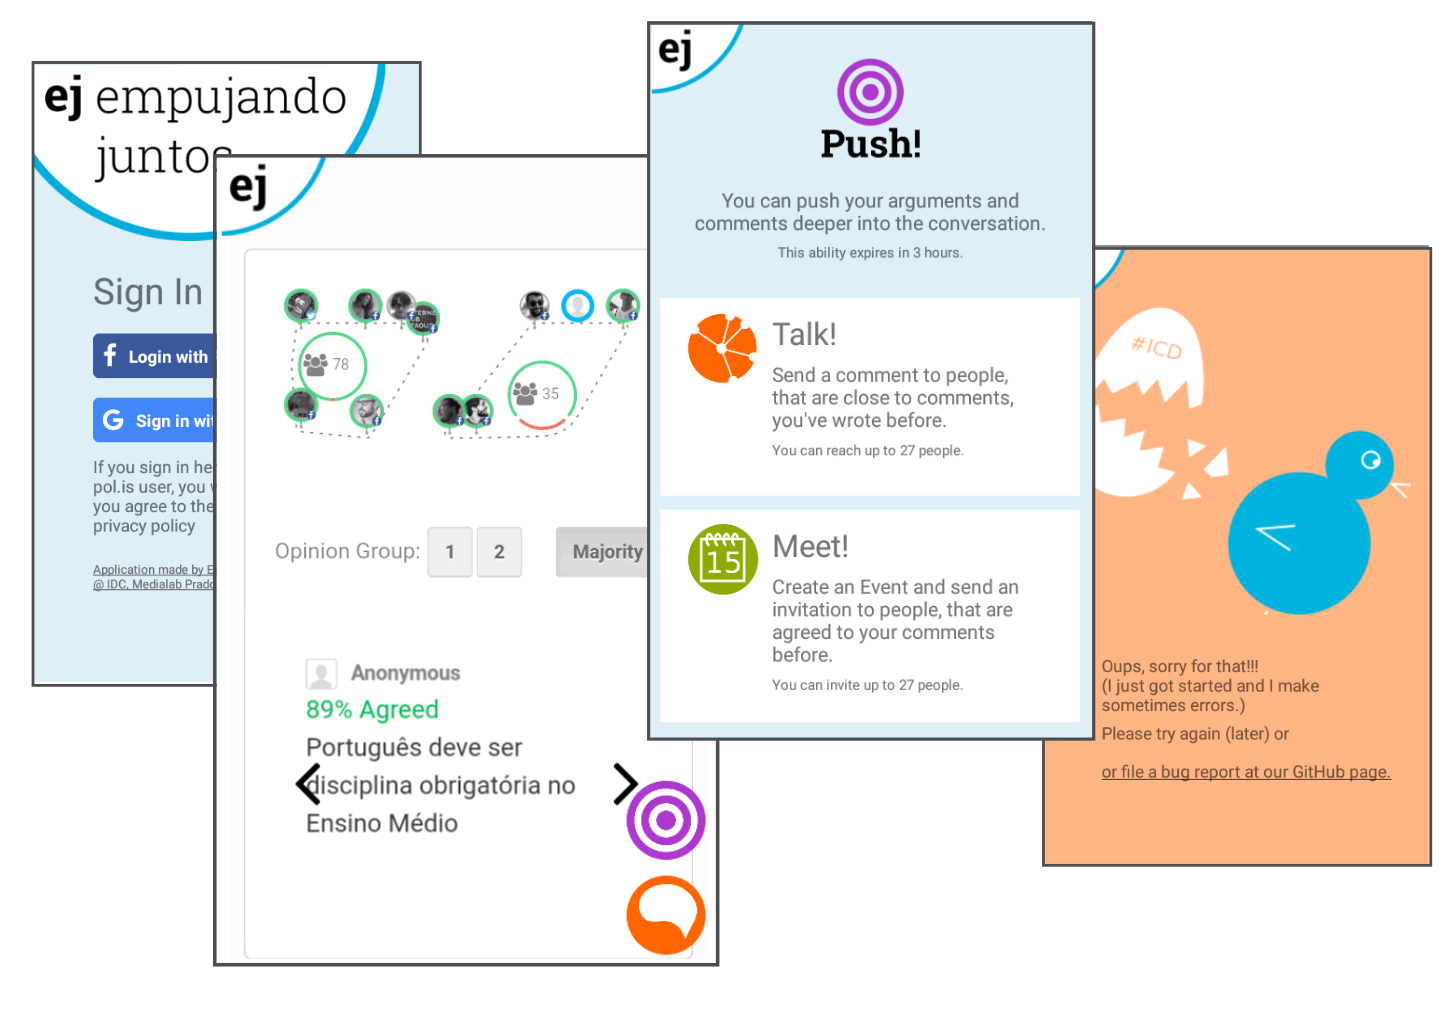 ej empujando
juntos
Sign In
f Login with
G Sign in wi
If you sign in he
pol.is user, you
you agree to the
privacy policy
Application made by E
@ IDC, Medialab Prado
ej
78
35
Opinion Group: 1 2 Majority
Anonymous
89% Agreed
Português deve ser
disciplina obrigatória no
Ensino Médio
ej
Push!
You can push your arguments and
comments deeper into the conversation.
This ability expires in 3 hours.
Talk!
Send a comment to people,
that are close to comments,
you've wrote before.
You can reach up to 27 people.
15
Meet!
Create an Event and send an
invitation to people, that are
agreed to your comments
before.
You can invite up to 27 people.
#ICD
Oups, sorry for that!!!
(I just got started and I make
sometimes errors.)
Please try again (later) or
or file a bug report at our GitHub page.